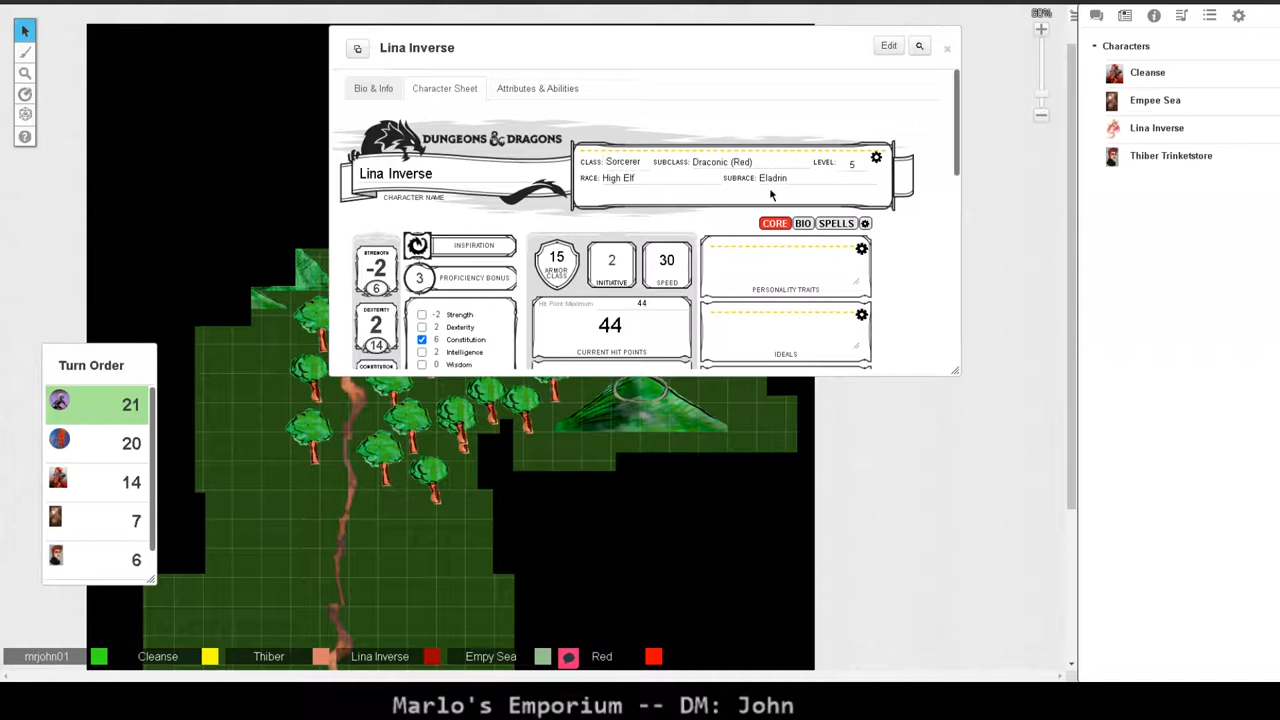 80%
Lina Inverse
Edit
Bio & Info
Character Sheet
Attributes & Abilities
DUNGEONS & DRAGONS
Lina Inverse
CHARACTER NAME
CLASS: Sorcerer SUBCLASS: Draconic (Red) LEVEL: 5
RACE: High Elf SUBRACE: Eladrin
CORE BIO SPELLS
STRENGTH
-2
6
DEXTERITY
2
14
CONSTITUTION
INSPIRATION
3 PROFICIENCY BONUS
-2 Strength
2 Dexterity
6 Constitution
2 Intelligence
0 Wisdom
15
ARMOR
CLASS
2
INITIATIVE
30
SPEED
Hit Point Maximum 44
44
CURRENT HIT POINTS
PERSONALITY TRAITS
IDEALS
Characters
Cleanse
Empee Sea
Lina Inverse
Thiber Trinketstore
Turn Order
21
20
14
7
6
mrjohn01 Cleanse Thiber Lina Inverse Empy Sea Red
Marlo's Emporium -- DM: John